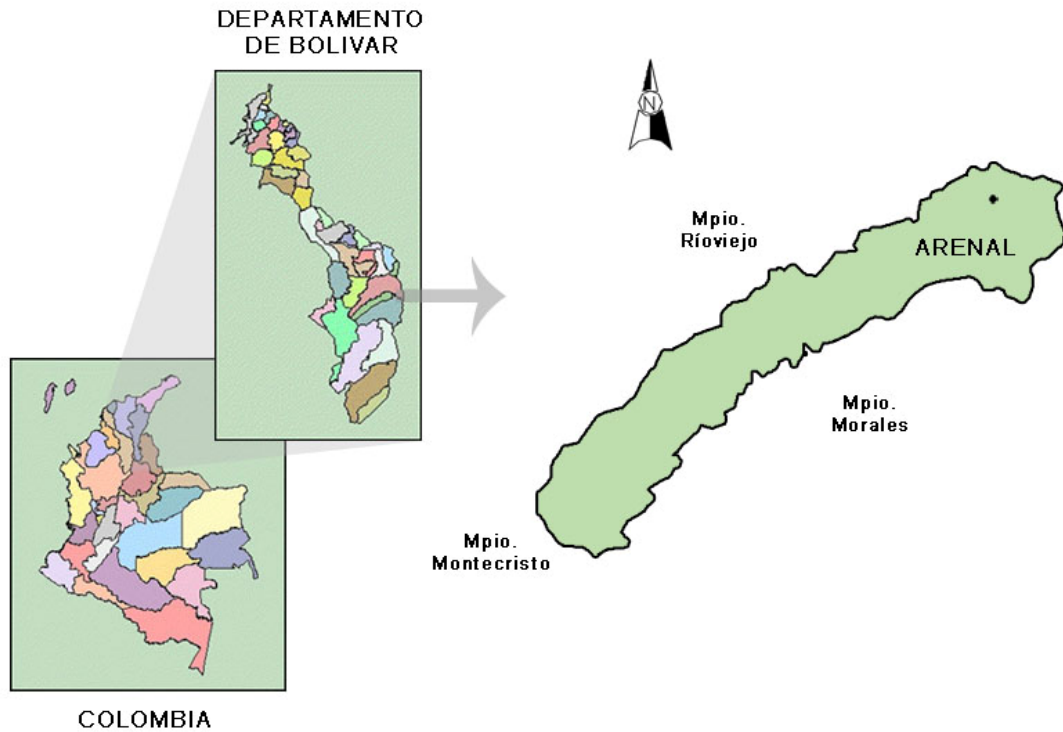 DEPARTAMENTO
DE BOLIVAR
N
Mpio.
Ríoviejo
ARENAL
Mpio.
Morales
Mpio.
Montecristo
COLOMBIA